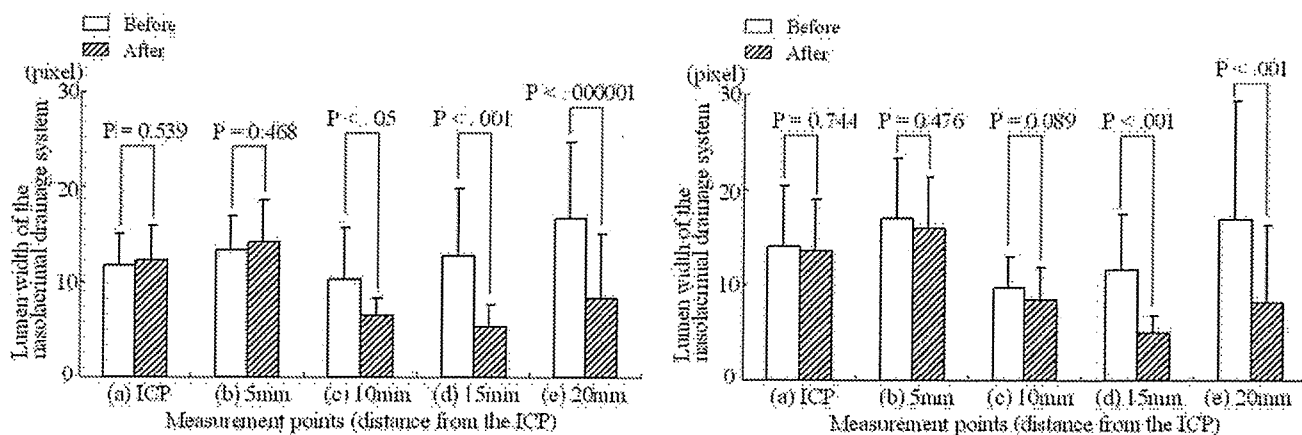 Before
After
(pixel)
30
20
10
0
Lumen width of the
nasolacrimal drainage system
P = 0.539
P = 0.468
P < .05
P < .001
P < .000001
(a) ICP
(b) 5mm
(c) 10mm
(d) 15mm
(e) 20mm
Measurement points (distance from the ICP)
Before
After
(pixel)
30
20
10
0
Lumen width of the
nasolacrimal drainage system
P = 0.744
P = 0.476
P = 0.089
P < .001
P < .001
(a) ICP
(b) 5mm
(c) 10mm
(d) 15mm
(e) 20mm
Measurement points (distance from the ICP)